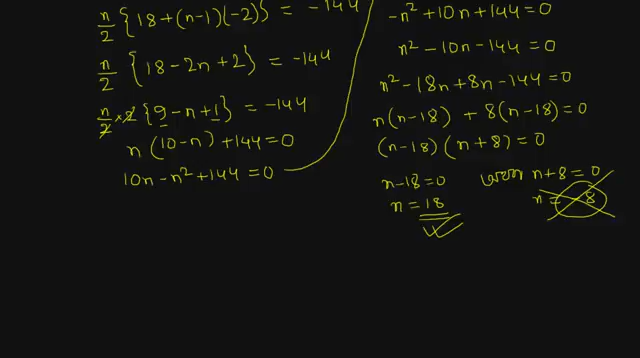 n/2 {18 + (n-1)(-2)} = -144
n/2 {18 - 2n + 2} = -144
n/2 × 2 {9 - n + 1} = -144
n (10 - n) + 144 = 0
10n - n² + 144 = 0
-n² + 10n + 144 = 0
n² - 10n - 144 = 0
n² - 18n + 8n - 144 = 0
n(n-18) + 8(n-18) = 0
(n-18) (n+8) = 0
n - 18 = 0
n = 18
অথবা n + 8 = 0
n = -8